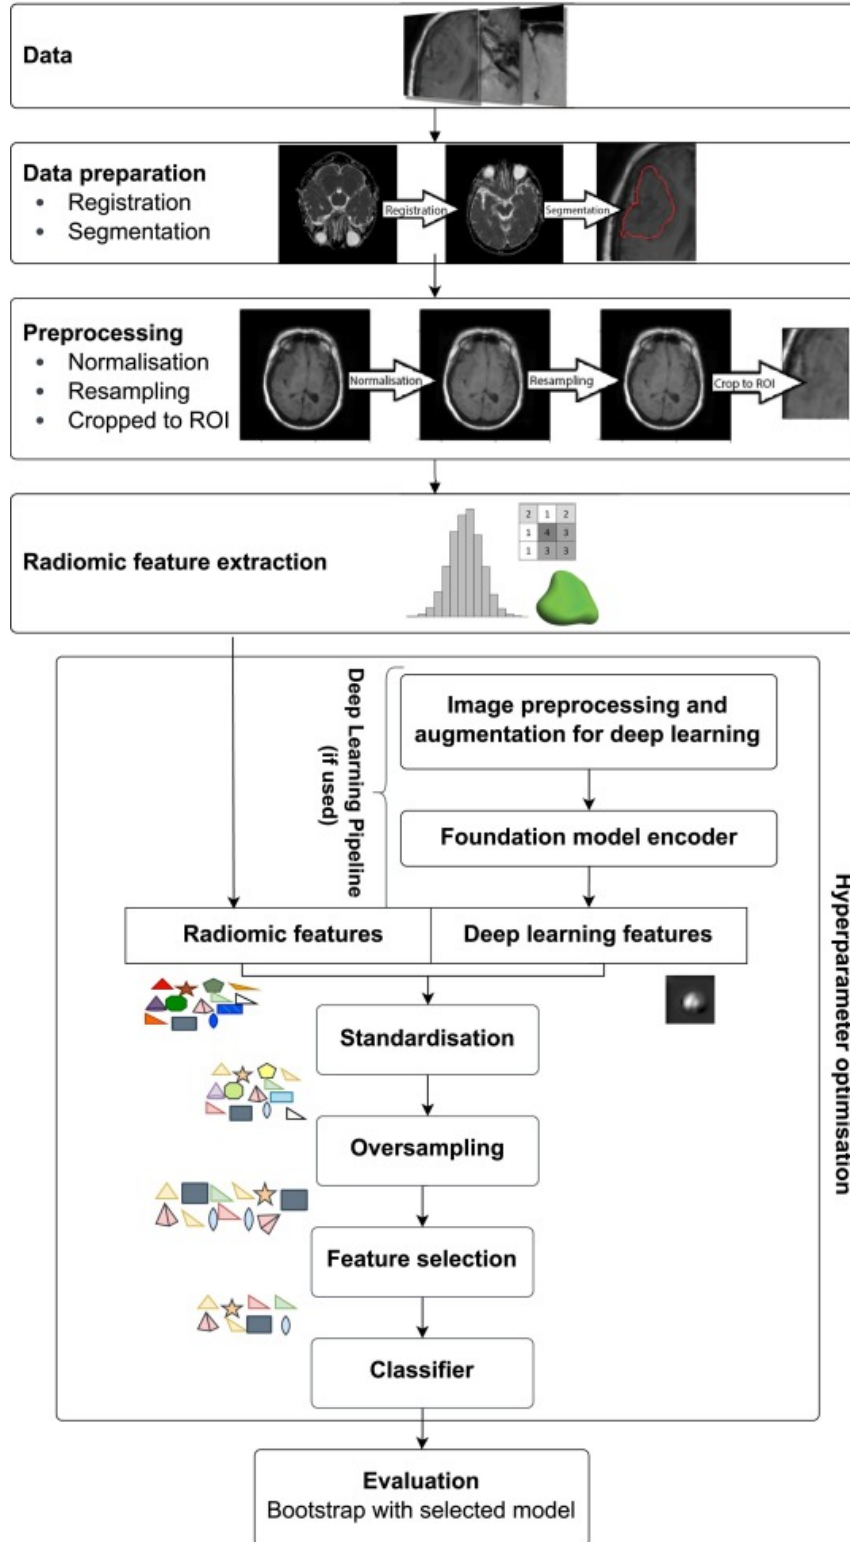 Data
Data preparation
• Registration
• Segmentation
Registration
Segmentation
Preprocessing
• Normalisation
• Resampling
• Cropped to ROI
Normalisation
Resampling
Crop to ROI
Radiomic feature extraction
2 1 2
1 4 3
1 3 3
Deep Learning Pipeline
(if used)
Image preprocessing and
augmentation for deep learning
Foundation model encoder
Hyperparameter optimisation
Radiomic features
Deep learning features
Standardisation
Oversampling
Feature selection
Classifier
Evaluation
Bootstrap with selected model